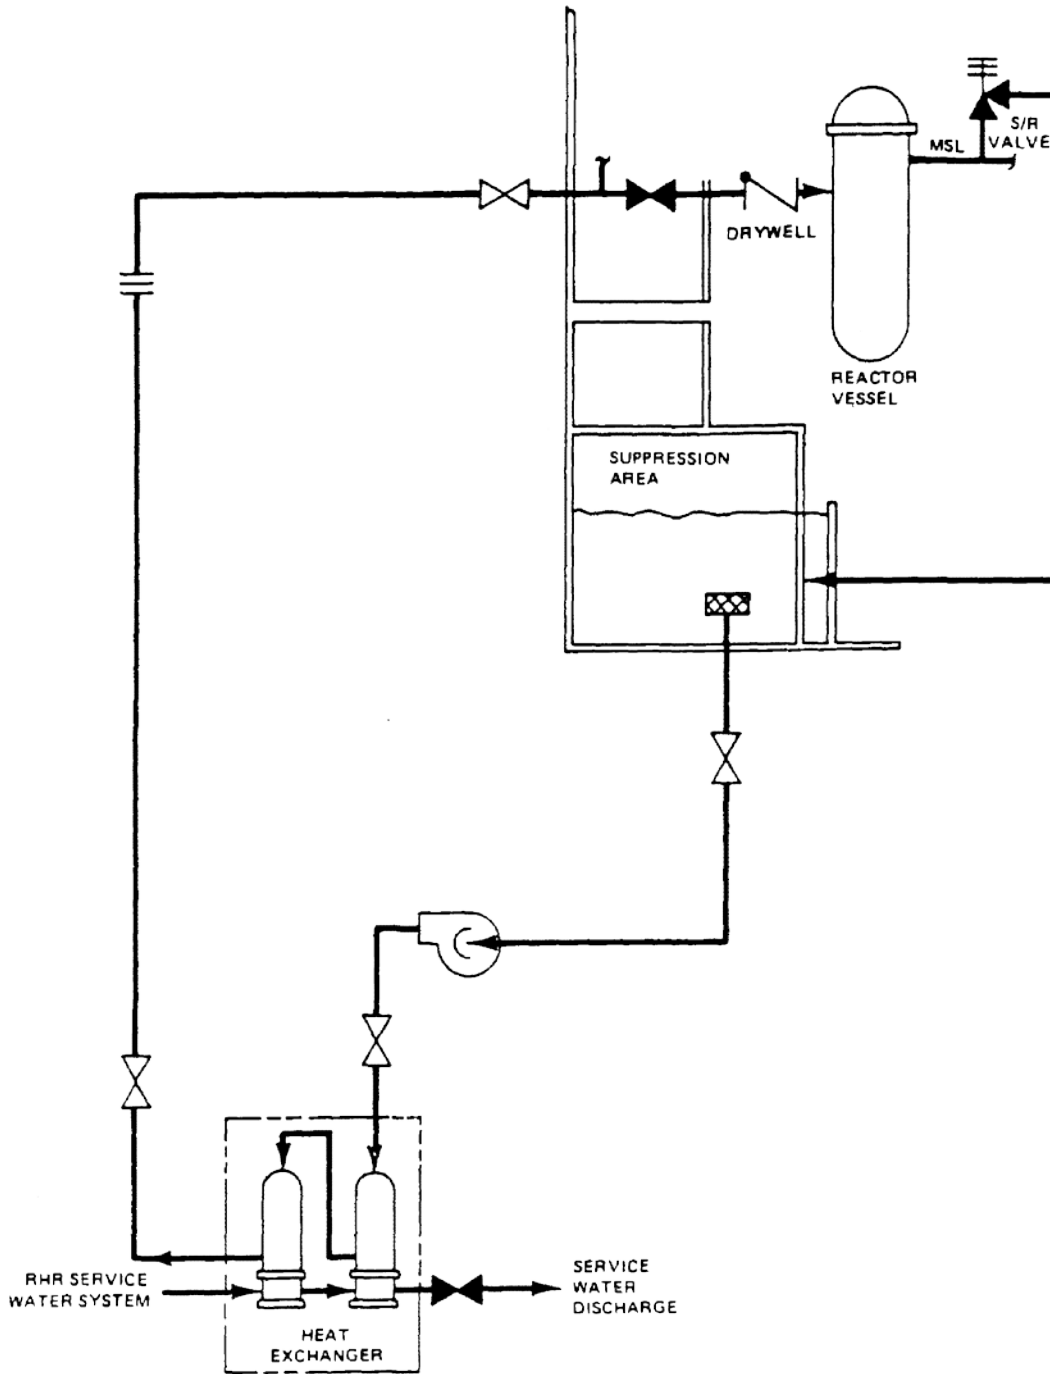 S/R
VALVE
MSL
DRYWELL
REACTOR
VESSEL
SUPPRESSION
AREA
RHR SERVICE
WATER SYSTEM
SERVICE
WATER
DISCHARGE
HEAT
EXCHANGER